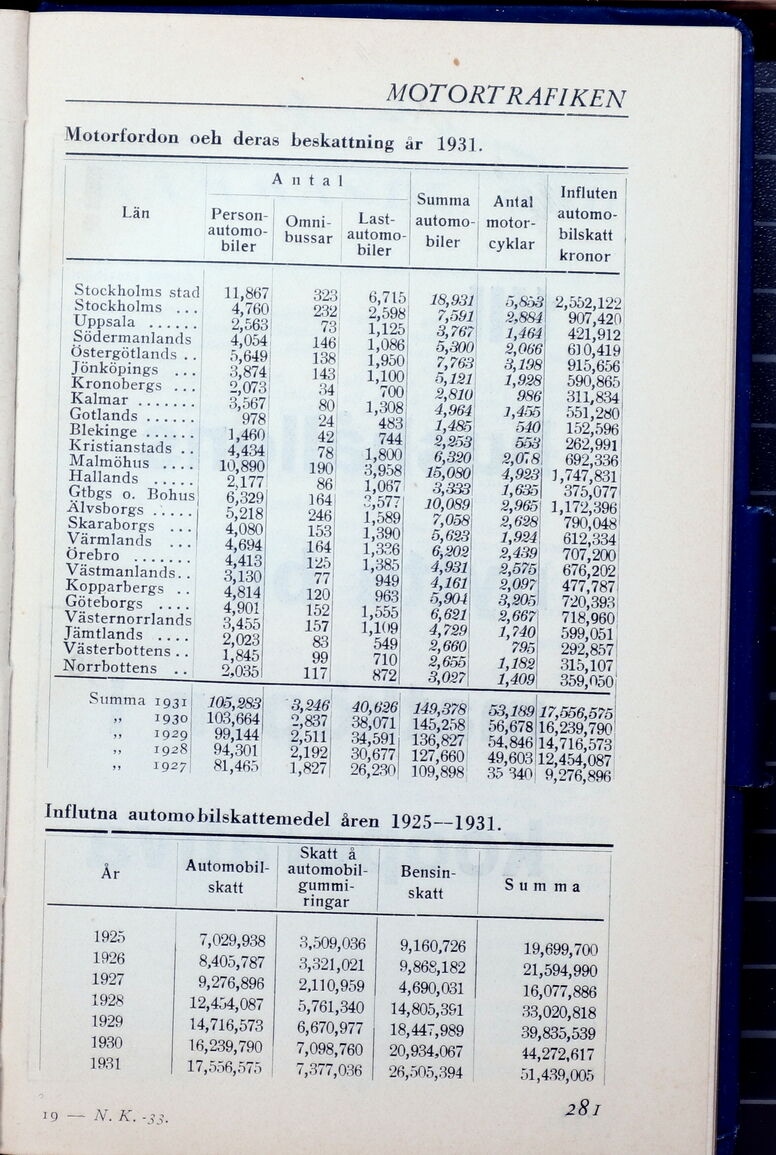 MOTORTRAFIKEN
Motorfordon och deras beskattning år 1931.
Län Antal Summa automobiler Antal motorcyklar Influten automobilskatt kronor
Personautomobiler Omnibussar Lastautomobiler
Stockholms stad 11,867 323 6,715 18,931 5,853 2,552,122
Stockholms ... 4,760 232 2,598 7,591 2,884 907,420
Uppsala ...... 2,563 73 1,125 3,767 1,464 421,912
Södermanlands 4,054 146 1,086 5,300 2,066 610,419
Östergötlands .. 5,649 138 1,950 7,763 3,198 915,656
Jönköpings ... 3,874 143 1,100 5,121 1,928 590,865
Kronobergs ... 2,073 34 700 2,810 986 311,834
Kalmar ....... 3,567 80 1,308 4,964 1,455 551,280
Gotlands ...... 978 24 483 1,485 540 152,596
Blekinge ...... 1,460 42 744 2,253 553 262,991
Kristianstads .. 4,434 78 1,800 6,320 2,078 692,336
Malmöhus .... 10,890 190 3,958 15,080 4,923 1,747,831
Hallands ..... 2,177 86 1,067 3,333 1,635 375,077
Gtbgs o. Bohus 6,329 164 3,577 10,089 2,965 1,172,396
Älvsborgs ..... 5,218 246 1,589 7,058 2,628 790,048
Skaraborgs ... 4,080 153 1,390 5,623 1,924 612,334
Värmlands ... 4,694 164 1,336 6,202 2,439 707,200
Örebro ....... 4,413 125 1,385 4,931 2,575 676,202
Västmanlands.. 3,130 77 949 4,161 2,097 477,787
Kopparbergs .. 4,814 120 963 5,904 3,205 720,393
Göteborgs .... 4,901 152 1,555 6,621 2,667 718,960
Västernorrlands 3,455 157 1,109 4,729 1,740 599,051
Jämtlands .... 2,023 83 549 2,660 795 292,857
Västerbottens .. 1,845 99 710 2,655 1,182 315,107
Norrbottens .. 2,035 117 872 3,027 1,409 359,050
Summa 1931 105,283 3,246 40,626 149,378 53,189 17,556,575
„ 1930 103,664 2,837 38,071 145,258 56,678 16,239,790
„ 1929 99,144 2,511 34,591 136,827 54,846 14,716,573
„ 1928 94,301 2,192 30,677 127,660 49,603 12,454,087
„ 1927 81,465 1,827 26,230 109,898 35 340 9,276,896
Influtna automobilskattemedel åren 1925—1931.
År Automobilskatt Skatt å automobilgummiringar Bensinskatt Summa
1925 7,029,938 3,509,036 9,160,726 19,699,700
1926 8,405,787 3,321,021 9,868,182 21,594,990
1927 9,276,896 2,110,959 4,690,031 16,077,886
1928 12,454,087 5,761,340 14,805,391 33,020,818
1929 14,716,573 6,670,977 18,447,989 39,835,539
1930 16,239,790 7,098,760 20,934,067 44,272,617
1931 17,556,575 7,377,036 26,505,394 51,439,005
19 — N. K. -33.
281